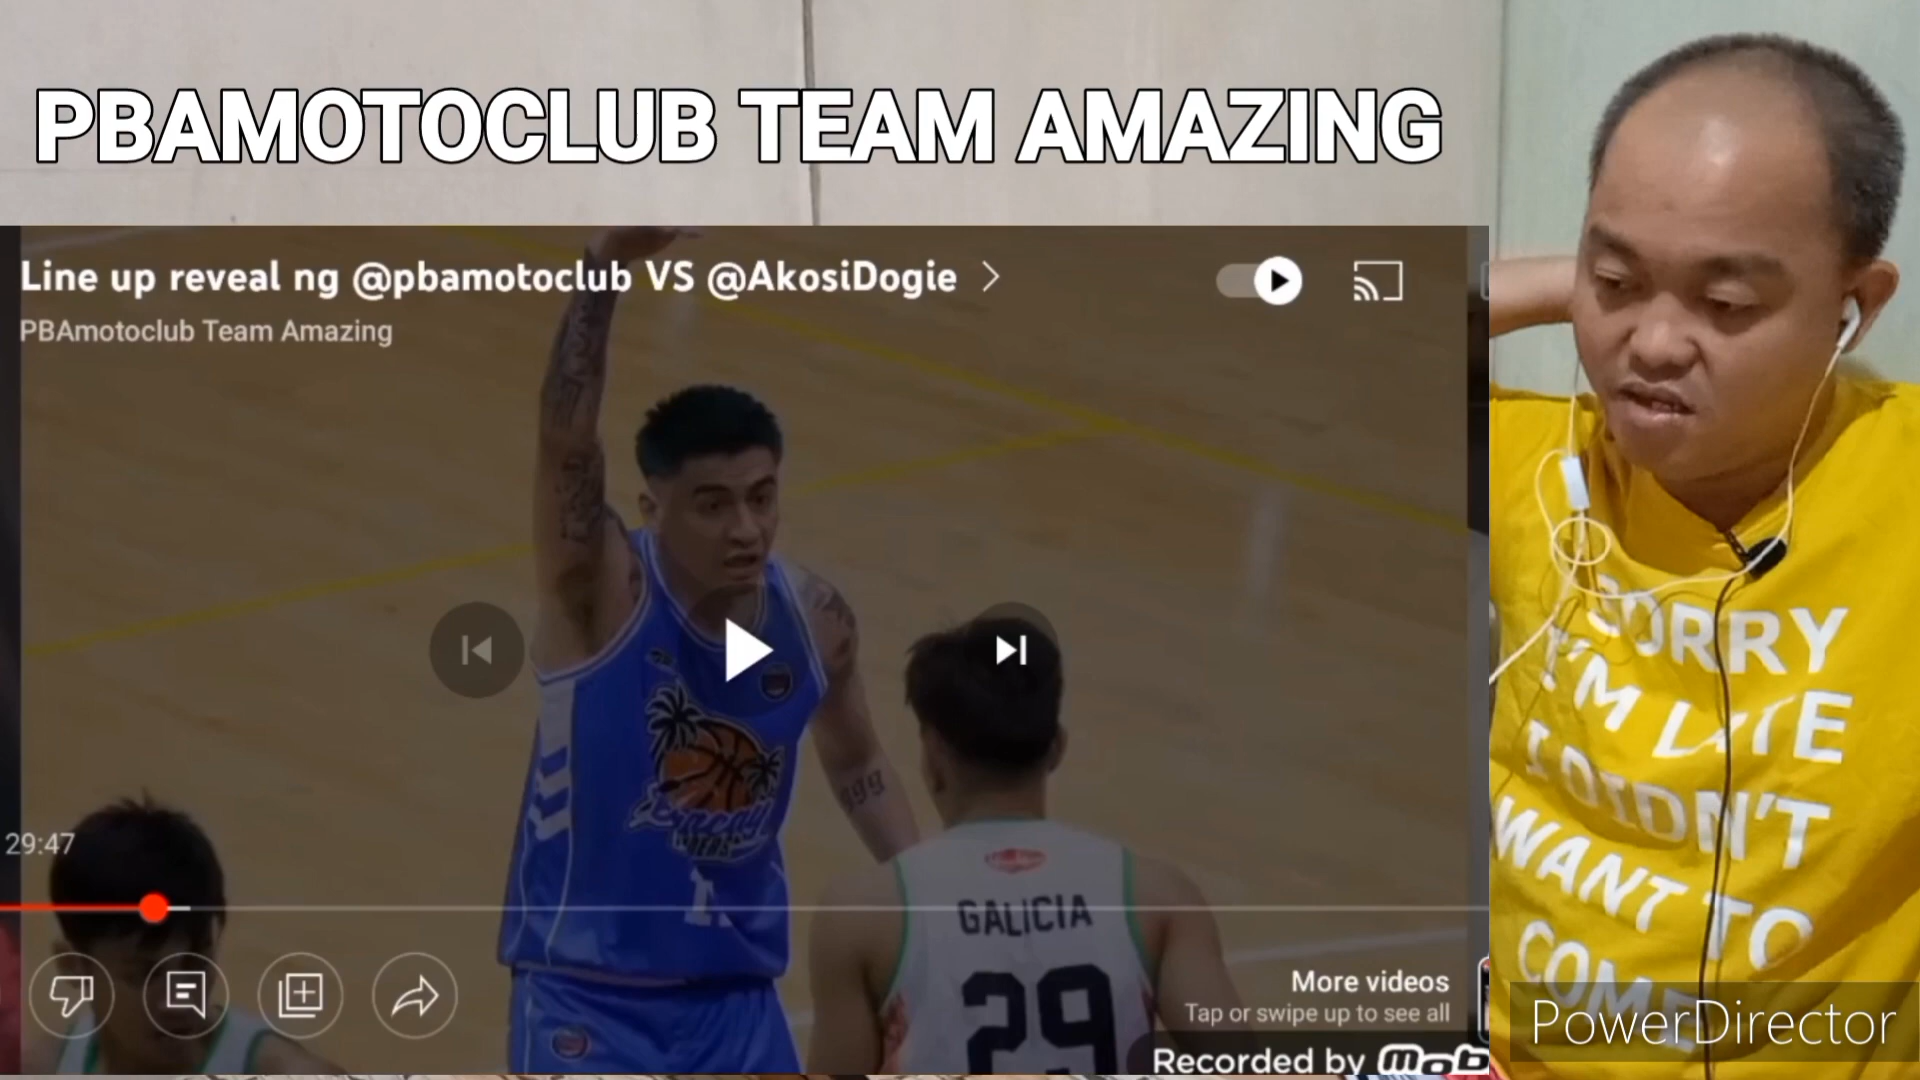 PBAMOTOCLUB TEAM AMAZING
Line up reveal ng @pbamotoclub VS @AkosiDogie
PBAmotoclub Team Amazing
29:47
GALICIA
29
More videos
Tap or swipe up to see all
Recorded by
SORRY
I'M LATE
I DIDN'T
WANT TO
COME
PowerDirector